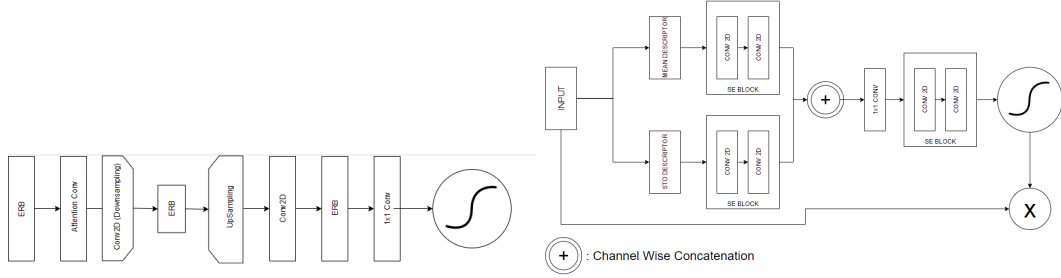 ERB
Attention Conv
Conv2D (Downsampling)
ERB
UpSampling
Conv2D
ERB
1x1 Conv
INPUT
MEAN DESCRIPTOR
CONV 2D
CONV 2D
SE BLOCK
STD DESCRIPTOR
CONV 2D
CONV 2D
SE BLOCK
+
1x1 CONV
CONV 2D
CONV 2D
SE BLOCK
X
+ : Channel Wise Concatenation